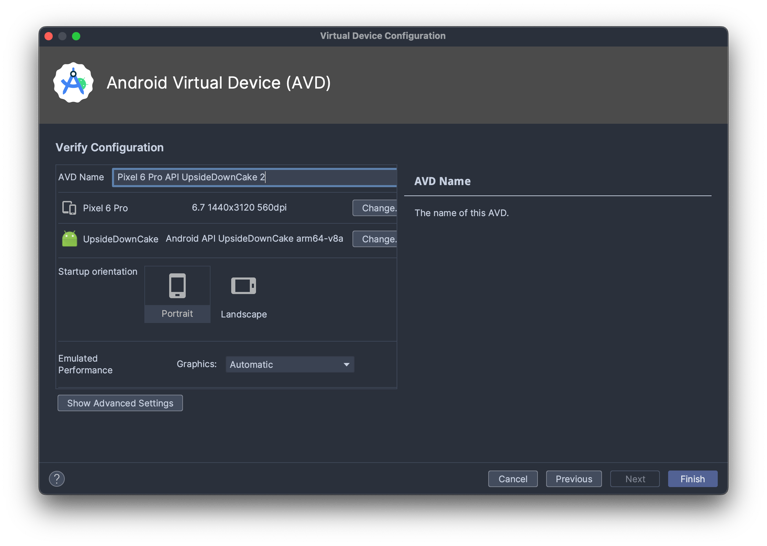 Virtual Device Configuration
Android Virtual Device (AVD)
Verify Configuration
AVD Name Pixel 6 Pro API UpsideDownCake 2
Pixel 6 Pro 6.7 1440x3120 560dpi Change.
UpsideDownCake Android API UpsideDownCake arm64-v8a Change.
Startup orientation
Portrait
Landscape
Emulated
Performance
Graphics: Automatic
Show Advanced Settings
AVD Name
The name of this AVD.
?
Cancel Previous Next Finish